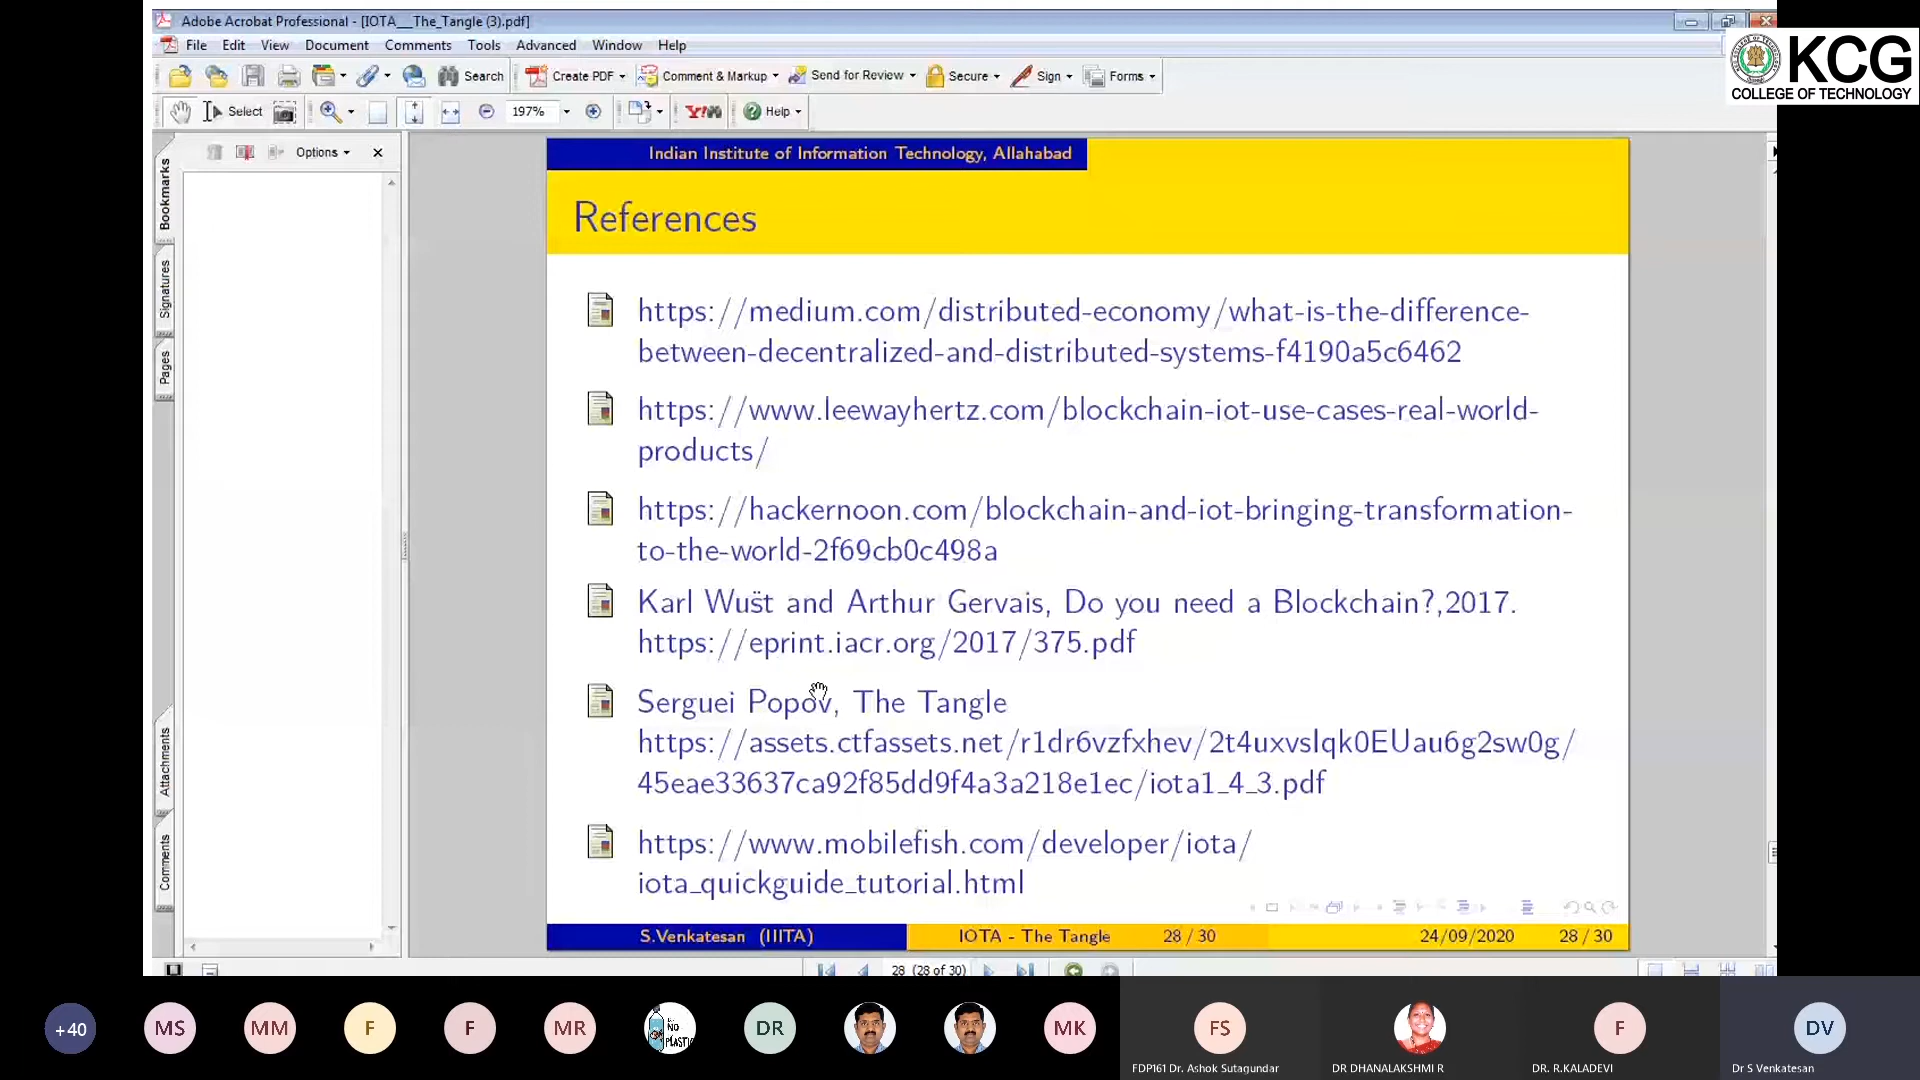 Adobe Acrobat Professional - [IOTA__The_Tangle (3).pdf]
KCG
COLLEGE OF TECHNOLOGY
File Edit View Document Comments Tools Advanced Window Help
Search Create PDF Comment & Markup Send for Review Secure Sign Forms
Select 197% Y! Help
Options
Bookmarks
Signatures
Pages
Attachments
Comments
Indian Institute of Information Technology, Allahabad
References
https://medium.com/distributed-economy/what-is-the-difference-
between-decentralized-and-distributed-systems-f4190a5c6462
https://www.leewayhertz.com/blockchain-iot-use-cases-real-world-
products/
https://hackernoon.com/blockchain-and-iot-bringing-transformation-
to-the-world-2f69cb0c498a
Karl Wus̈t and Arthur Gervais, Do you need a Blockchain?,2017.
https://eprint.iacr.org/2017/375.pdf
Serguei Popov, The Tangle
https://assets.ctfassets.net/r1dr6vzfxhev/2t4uxvsIqk0EUau6g2sw0g/
45eae33637ca92f85dd9f4a3a218e1ec/iota1_4_3.pdf
https://www.mobilefish.com/developer/iota/
iota_quickguide_tutorial.html
S.Venkatesan (IIITA) IOTA - The Tangle 28 / 30 24/09/2020 28 / 30
28 (28 of 30)
+40 MS MM F F MR NO PLASTIC DR MK FS F DV
FDP161 Dr. Ashok Sutagundar DR DHANALAKSHMI R DR. R.KALADEVI Dr S Venkatesan